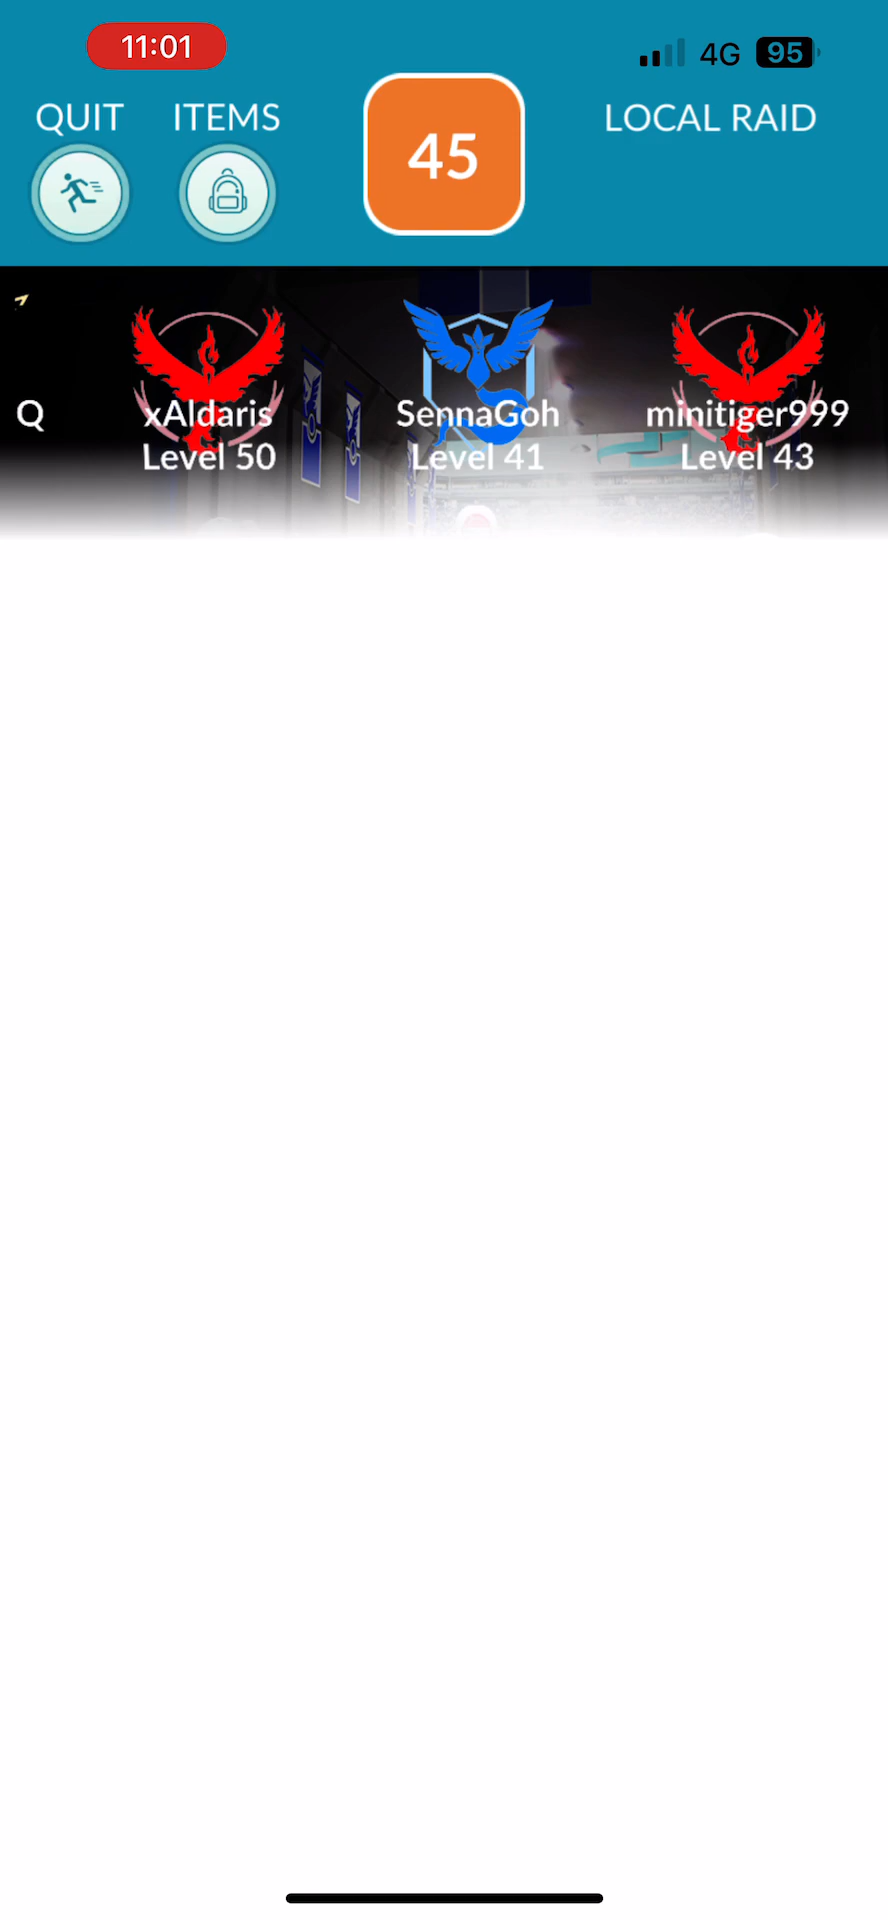 11:01
4G 95
QUIT ITEMS
45
LOCAL RAID
Q
xAldaris
Level 50
SennaGoh
Level 41
minitiger999
Level 43